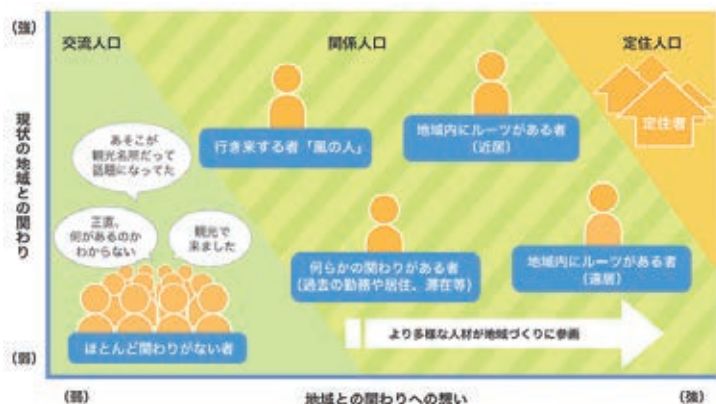 （強）
交流人口
関係人口
定住人口
現状の地域との関わり
あそこが
観光名所だって
話題になってた
正直、
何があるのか
わからない
観光で
来ました
ほとんど関わりがない者
行き来する者「風の人」
地域内にルーツがある者
（近居）
定住者
何らかの関わりがある者
(過去の勤務や居住、滞在等)
地域内にルーツがある者
（遠居）
より多様な人材が地域づくりに参画
（弱）
（弱）
地域との関わりへの想い
（強）